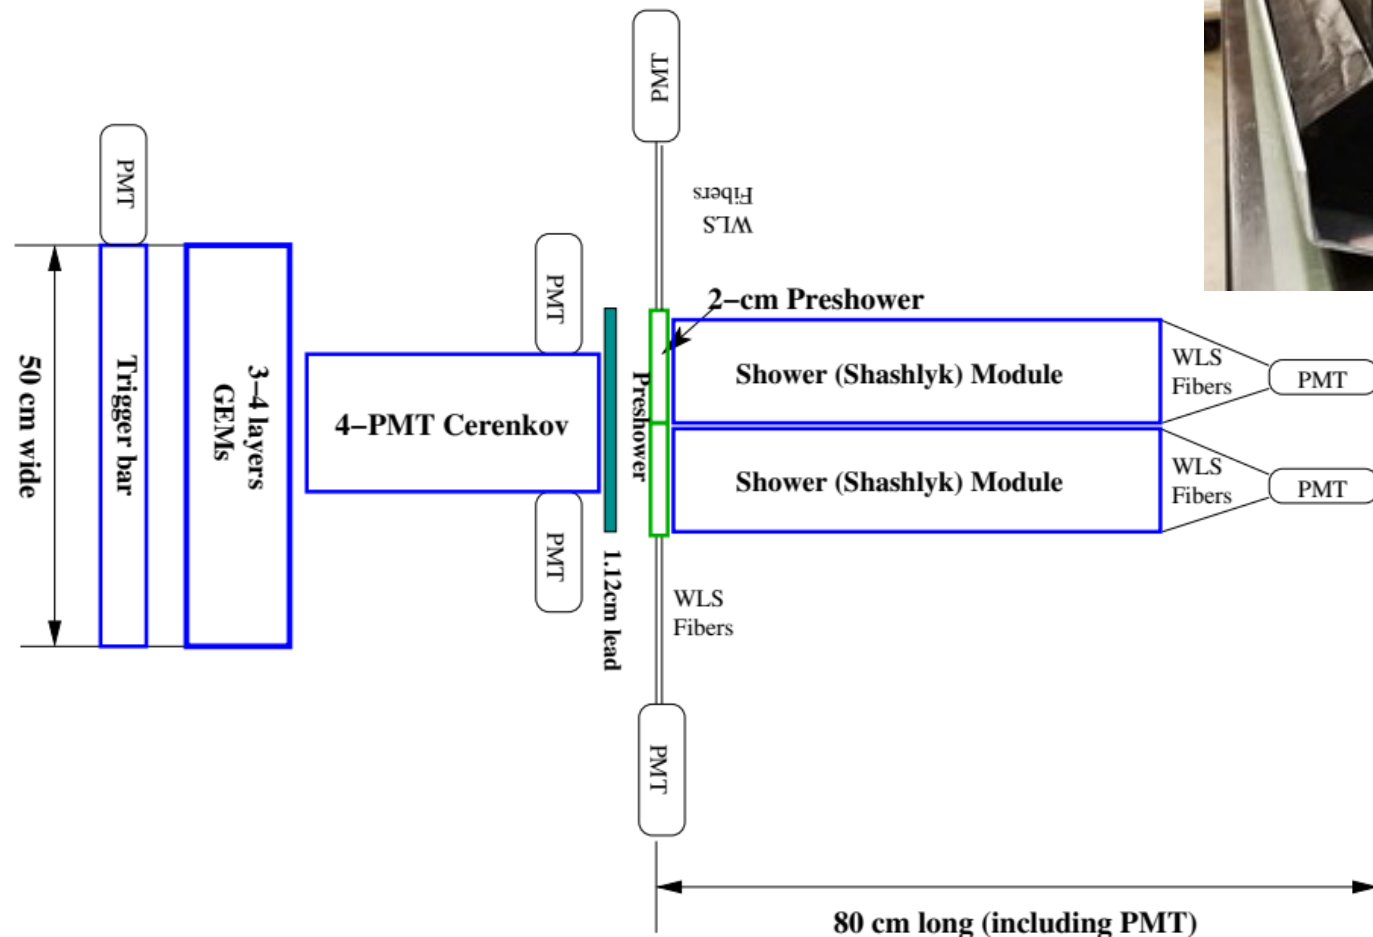 PMT
WLS
Fibers
PMT
PMT
2-cm Preshower
50 cm wide
Trigger bar
3-4 layers
GEMs
4-PMT Cerenkov
Preshower
Shower (Shashlyk) Module
WLS
Fibers
PMT
Shower (Shashlyk) Module
WLS
Fibers
PMT
PMT
1.12cm lead
WLS
Fibers
PMT
80 cm long (including PMT)